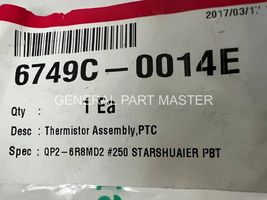 2017/03/1
6749C-0014E
Qty : 1 Ea
GENERAL PART MASTER
Desc : Thermistor Assembly,PTC
Spec : QP2-6R8MD2 #250 STARSHUAIER PBT